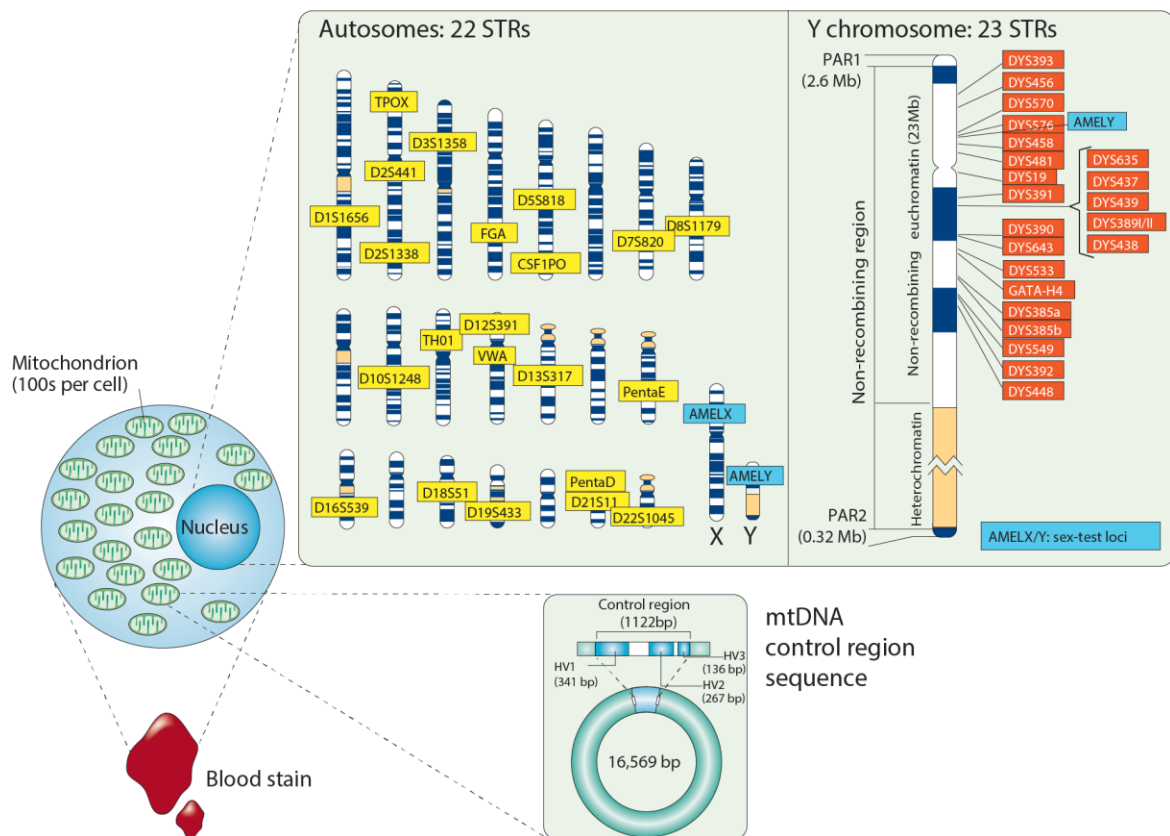 Autosomes: 22 STRs
TPOX
D3S1358
D2S441
D5S818
D1S1656
D8S1179
FGA
D7S820
D2S1338
CSF1PO
D12S391
TH01
VWA
D10S1248
D13S317
PentaE
AMELX
AMELY
PentaD
D18S51
D21S11
D16S539
D19S433
D22S1045
X
Y
Y chromosome: 23 STRs
PAR1
(2.6 Mb)
Non-recombining region
Non-recombining euchromatin (23Mb)
Heterochromatin
PAR2
(0.32 Mb)
DYS393
DYS456
DYS570
DYS576
AMELY
DYS458
DYS481
DYS19
DYS391
DYS635
DYS437
DYS439
DYS389I/II
DYS438
DYS390
DYS643
DYS533
GATA-H4
DYS385a
DYS385b
DYS549
DYS392
DYS448
AMELX/Y: sex-test loci
Mitochondrion
(100s per cell)
Nucleus
Blood stain
Control region
(1122bp)
HV1
(341 bp)
HV3
(136 bp)
HV2
(267 bp)
16,569 bp
mtDNA
control region
sequence